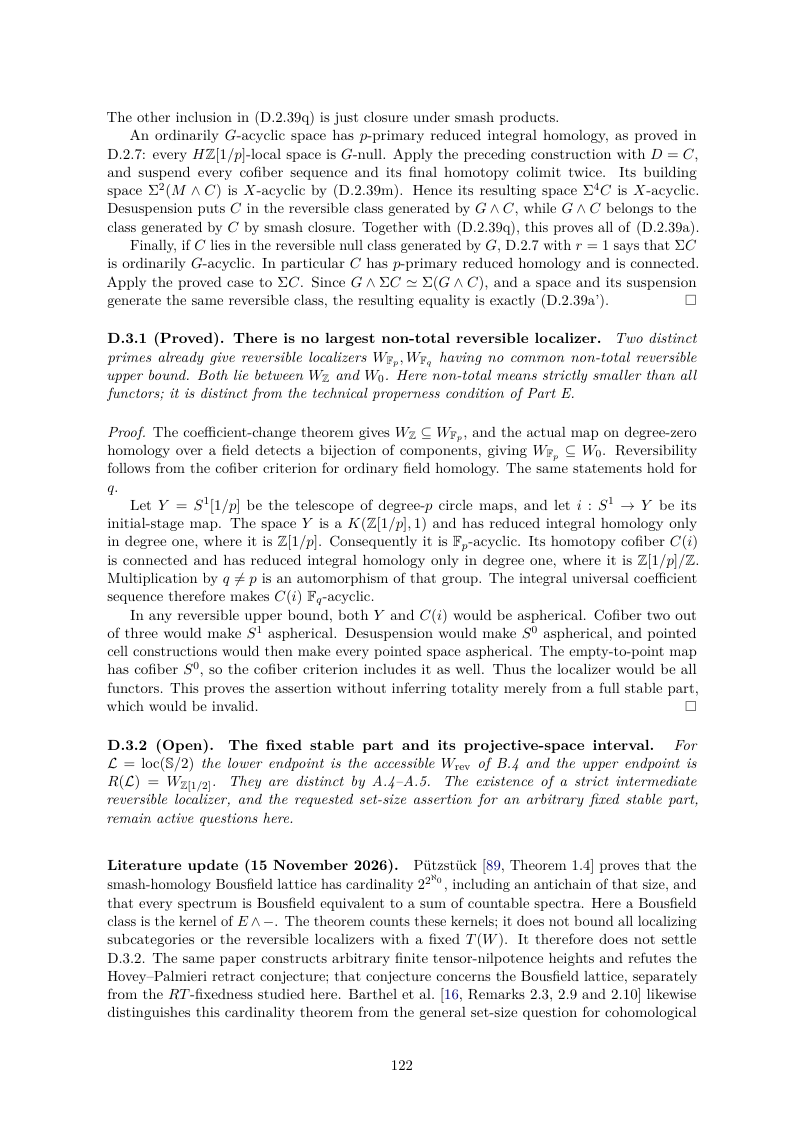 The other inclusion in (D.2.39q) is just closure under smash products.
An ordinarily G-acyclic space has p-primary reduced integral homology, as proved in
D.2.7: every HℤZ[1/p]-local space is G-null. Apply the preceding construction with D = C,
and suspend every cofiber sequence and its final homotopy colimit twice. Its building
space Σ²(M ∧ C) is X-acyclic by (D.2.39m). Hence its resulting space Σ⁴C is X-acyclic.
Desuspension puts C in the reversible class generated by G ∧ C, while G ∧ C belongs to the
class generated by C by smash closure. Together with (D.2.39q), this proves all of (D.2.39a).
Finally, if C lies in the reversible null class generated by G, D.2.7 with r = 1 says that ΣC
is ordinarily G-acyclic. In particular C has p-primary reduced homology and is connected.
Apply the proved case to ΣC. Since G ∧ ΣC ≃ Σ(G ∧ C), and a space and its suspension
generate the same reversible class, the resulting equality is exactly (D.2.39a'). □
D.3.1 (Proved). There is no largest non-total reversible localizer. Two distinct
primes already give reversible localizers W_{𝔽_p}, W_{𝔽_q} having no common non-total reversible
upper bound. Both lie between W_ℤ and W₀. Here non-total means strictly smaller than all
functors; it is distinct from the technical properness condition of Part E.
Proof. The coefficient-change theorem gives W_ℤ ⊆ W_{𝔽_p}, and the actual map on degree-zero
homology over a field detects a bijection of components, giving W_{𝔽_p} ⊆ W₀. Reversibility
follows from the cofiber criterion for ordinary field homology. The same statements hold for
q.
Let Y = S¹[1/p] be the telescope of degree-p circle maps, and let i : S¹ → Y be its
initial-stage map. The space Y is a K(ℤ[1/p], 1) and has reduced integral homology only
in degree one, where it is ℤ[1/p]. Consequently it is 𝔽_p-acyclic. Its homotopy cofiber C(i)
is connected and has reduced integral homology only in degree one, where it is ℤ[1/p]/ℤ.
Multiplication by q ≠ p is an automorphism of that group. The integral universal coefficient
sequence therefore makes C(i) 𝔽_q-acyclic.
In any reversible upper bound, both Y and C(i) would be aspherical. Cofiber two out
of three would make S¹ aspherical. Desuspension would make S⁰ aspherical, and pointed
cell constructions would then make every pointed space aspherical. The empty-to-point map
has cofiber S⁰, so the cofiber criterion includes it as well. Thus the localizer would be all
functors. This proves the assertion without inferring totality merely from a full stable part,
which would be invalid. □
D.3.2 (Open). The fixed stable part and its projective-space interval. For
ℒ = loc(𝕊/2) the lower endpoint is the accessible W_rev of B.4 and the upper endpoint is
R(ℒ) = W_{ℤ[1/2]}. They are distinct by A.4–A.5. The existence of a strict intermediate
reversible localizer, and the requested set-size assertion for an arbitrary fixed stable part,
remain active questions here.
Literature update (15 November 2026). Pützstück [89, Theorem 1.4] proves that the
smash-homology Bousfield lattice has cardinality 2^{2^{ℵ₀}}, including an antichain of that size, and
that every spectrum is Bousfield equivalent to a sum of countable spectra. Here a Bousfield
class is the kernel of E ∧ −. The theorem counts these kernels; it does not bound all localizing
subcategories or the reversible localizers with a fixed T(W). It therefore does not settle
D.3.2. The same paper constructs arbitrary finite tensor-nilpotence heights and refutes the
Hovey–Palmieri retract conjecture; that conjecture concerns the Bousfield lattice, separately
from the RT-fixedness studied here. Barthel et al. [16, Remarks 2.3, 2.9 and 2.10] likewise
distinguishes this cardinality theorem from the general set-size question for cohomological
122